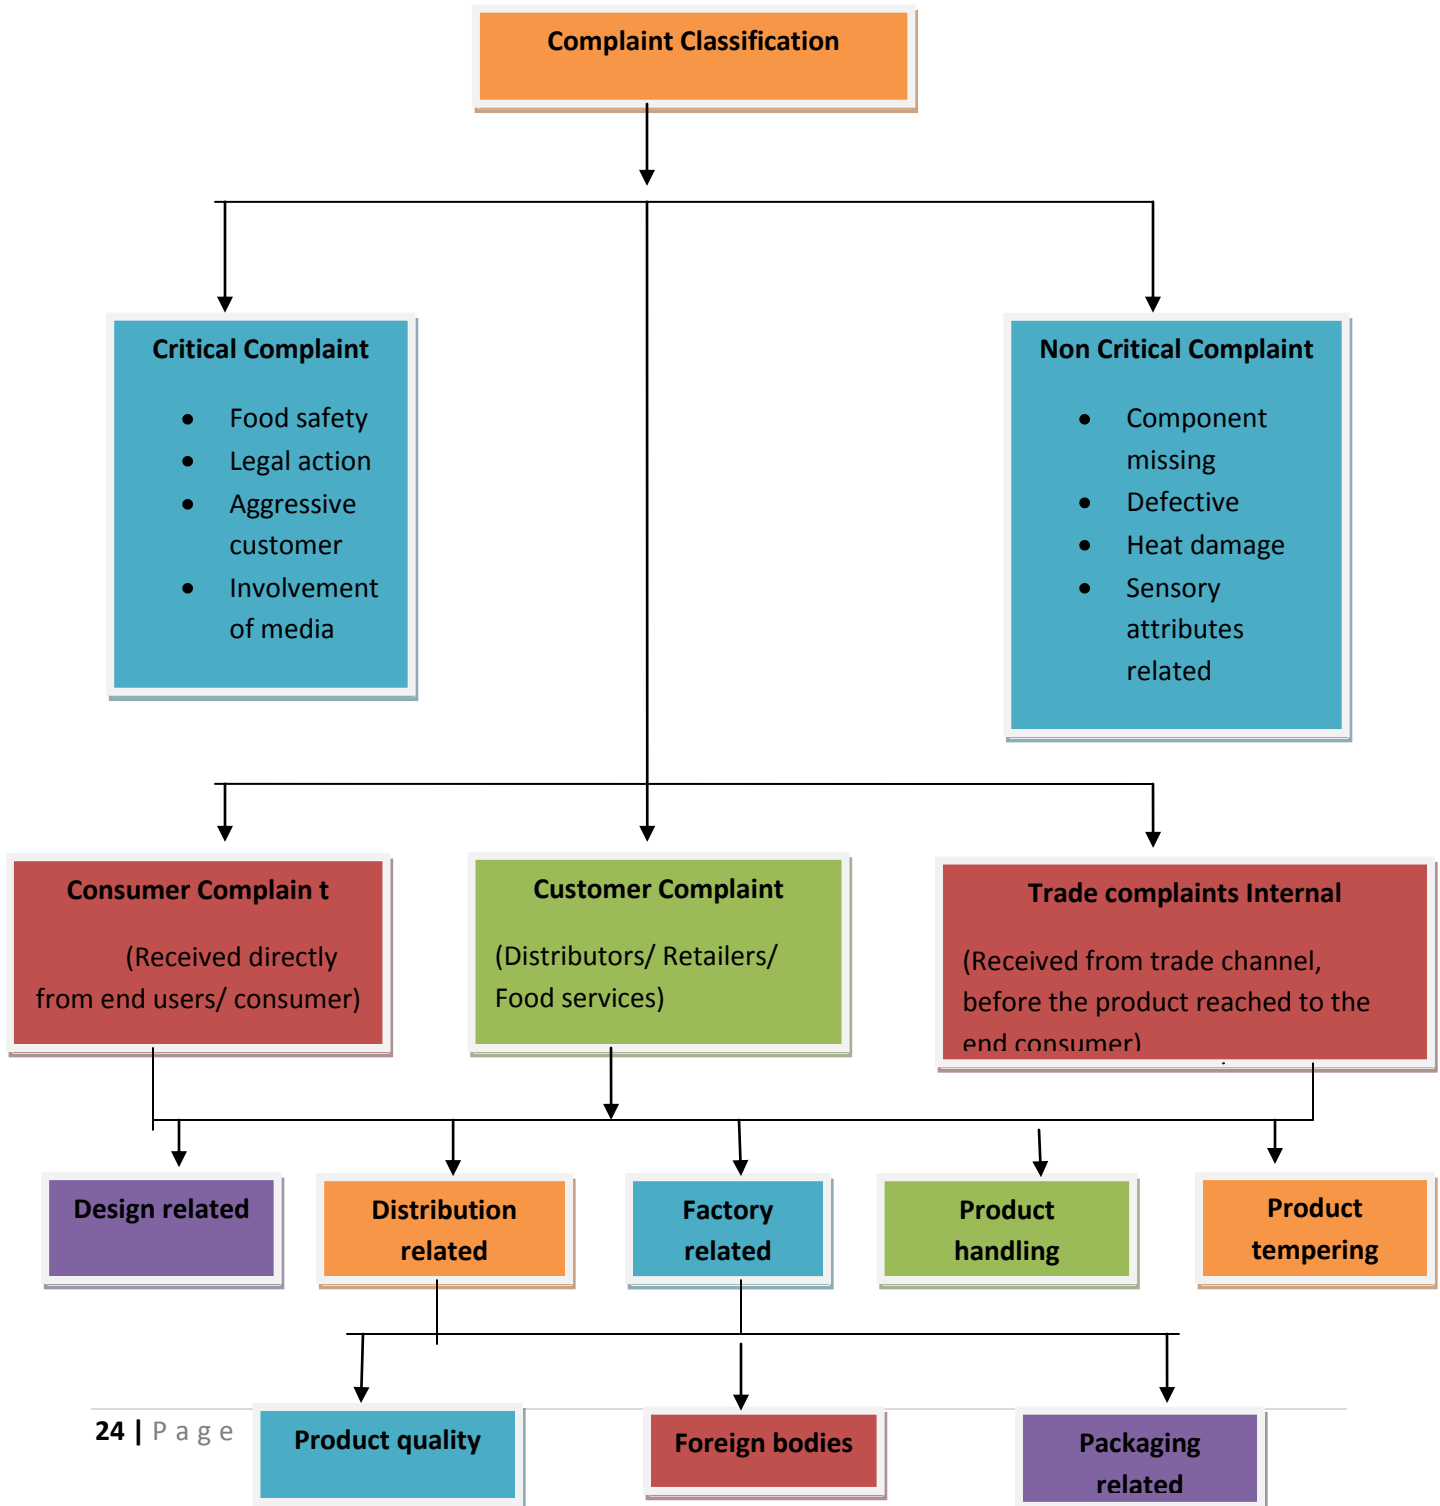 Complaint Classification
Critical Complaint
• Food safety
• Legal action
• Aggressive
customer
• Involvement
of media
Non Critical Complaint
• Component
missing
• Defective
• Heat damage
• Sensory
attributes
related
Consumer Complain t
(Received directly
from end users/ consumer)
Customer Complaint
(Distributors/ Retailers/
Food services)
Trade complaints Internal
(Received from trade channel,
before the product reached to the
end consumer)
Design related
Distribution
related
Factory
related
Product
handling
Product
tempering
24 | Page
Product quality
Foreign bodies
Packaging
related